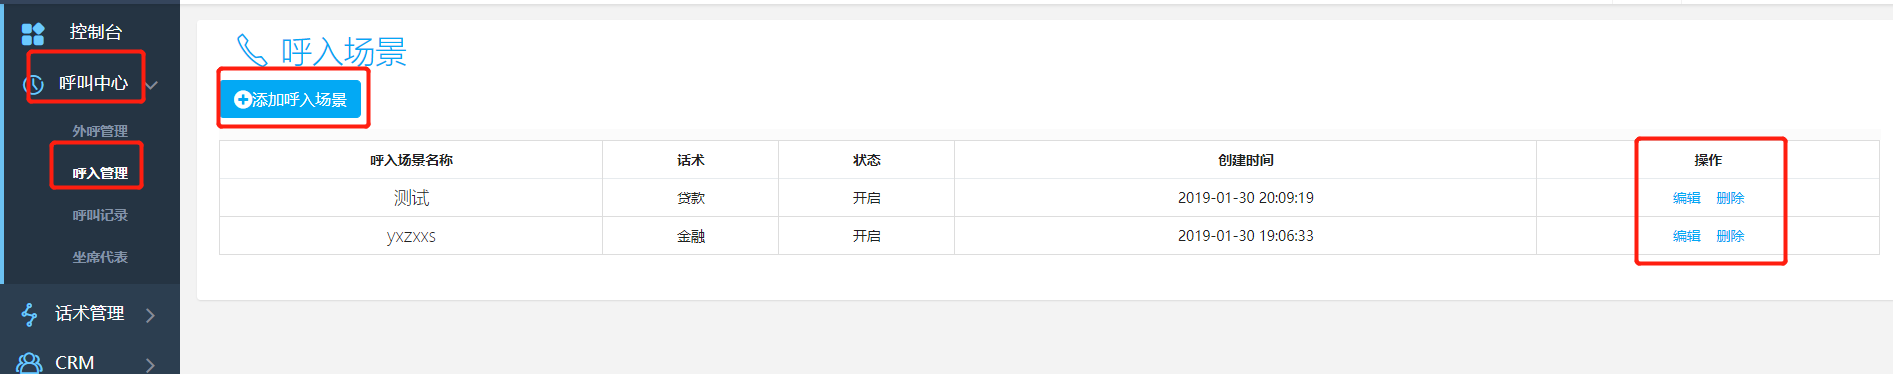 控制台
呼叫中心
外呼管理
呼入管理
呼叫记录
坐席代表
话术管理
CRM
呼入场景
添加呼入场景
呼入场景名称 话术 状态 创建时间 操作
测试 贷款 开启 2019-01-30 20:09:19 编辑 删除
yxzxxs 金融 开启 2019-01-30 19:06:33 编辑 删除